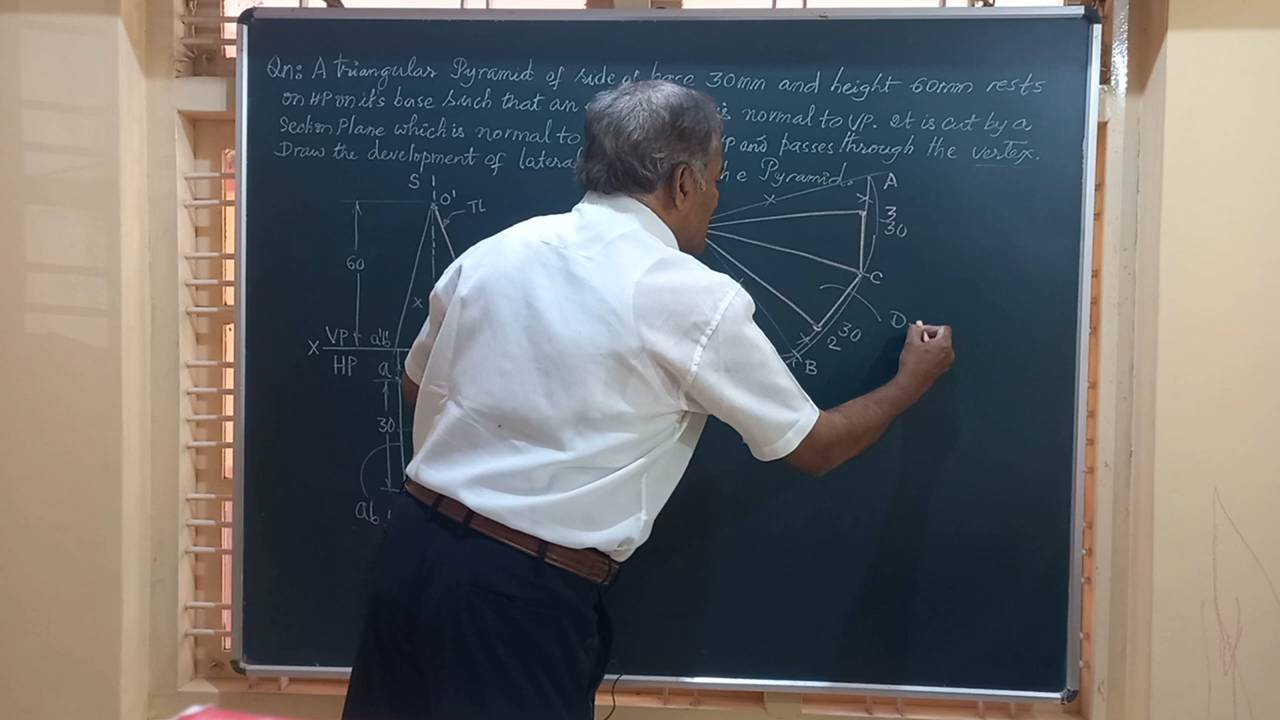 Qn: A triangular Pyramid of side of base 30mm and height 60mm rests
on HP on its base such that an is normal to VP. It is cut by a
Section Plane which is normal to VP and passes through the vertex.
Draw the development of the Pyramid.
S
O'
TL
60
VP a'b'
X
HP a
30
ab
A
3
30
C
D
30
2
B